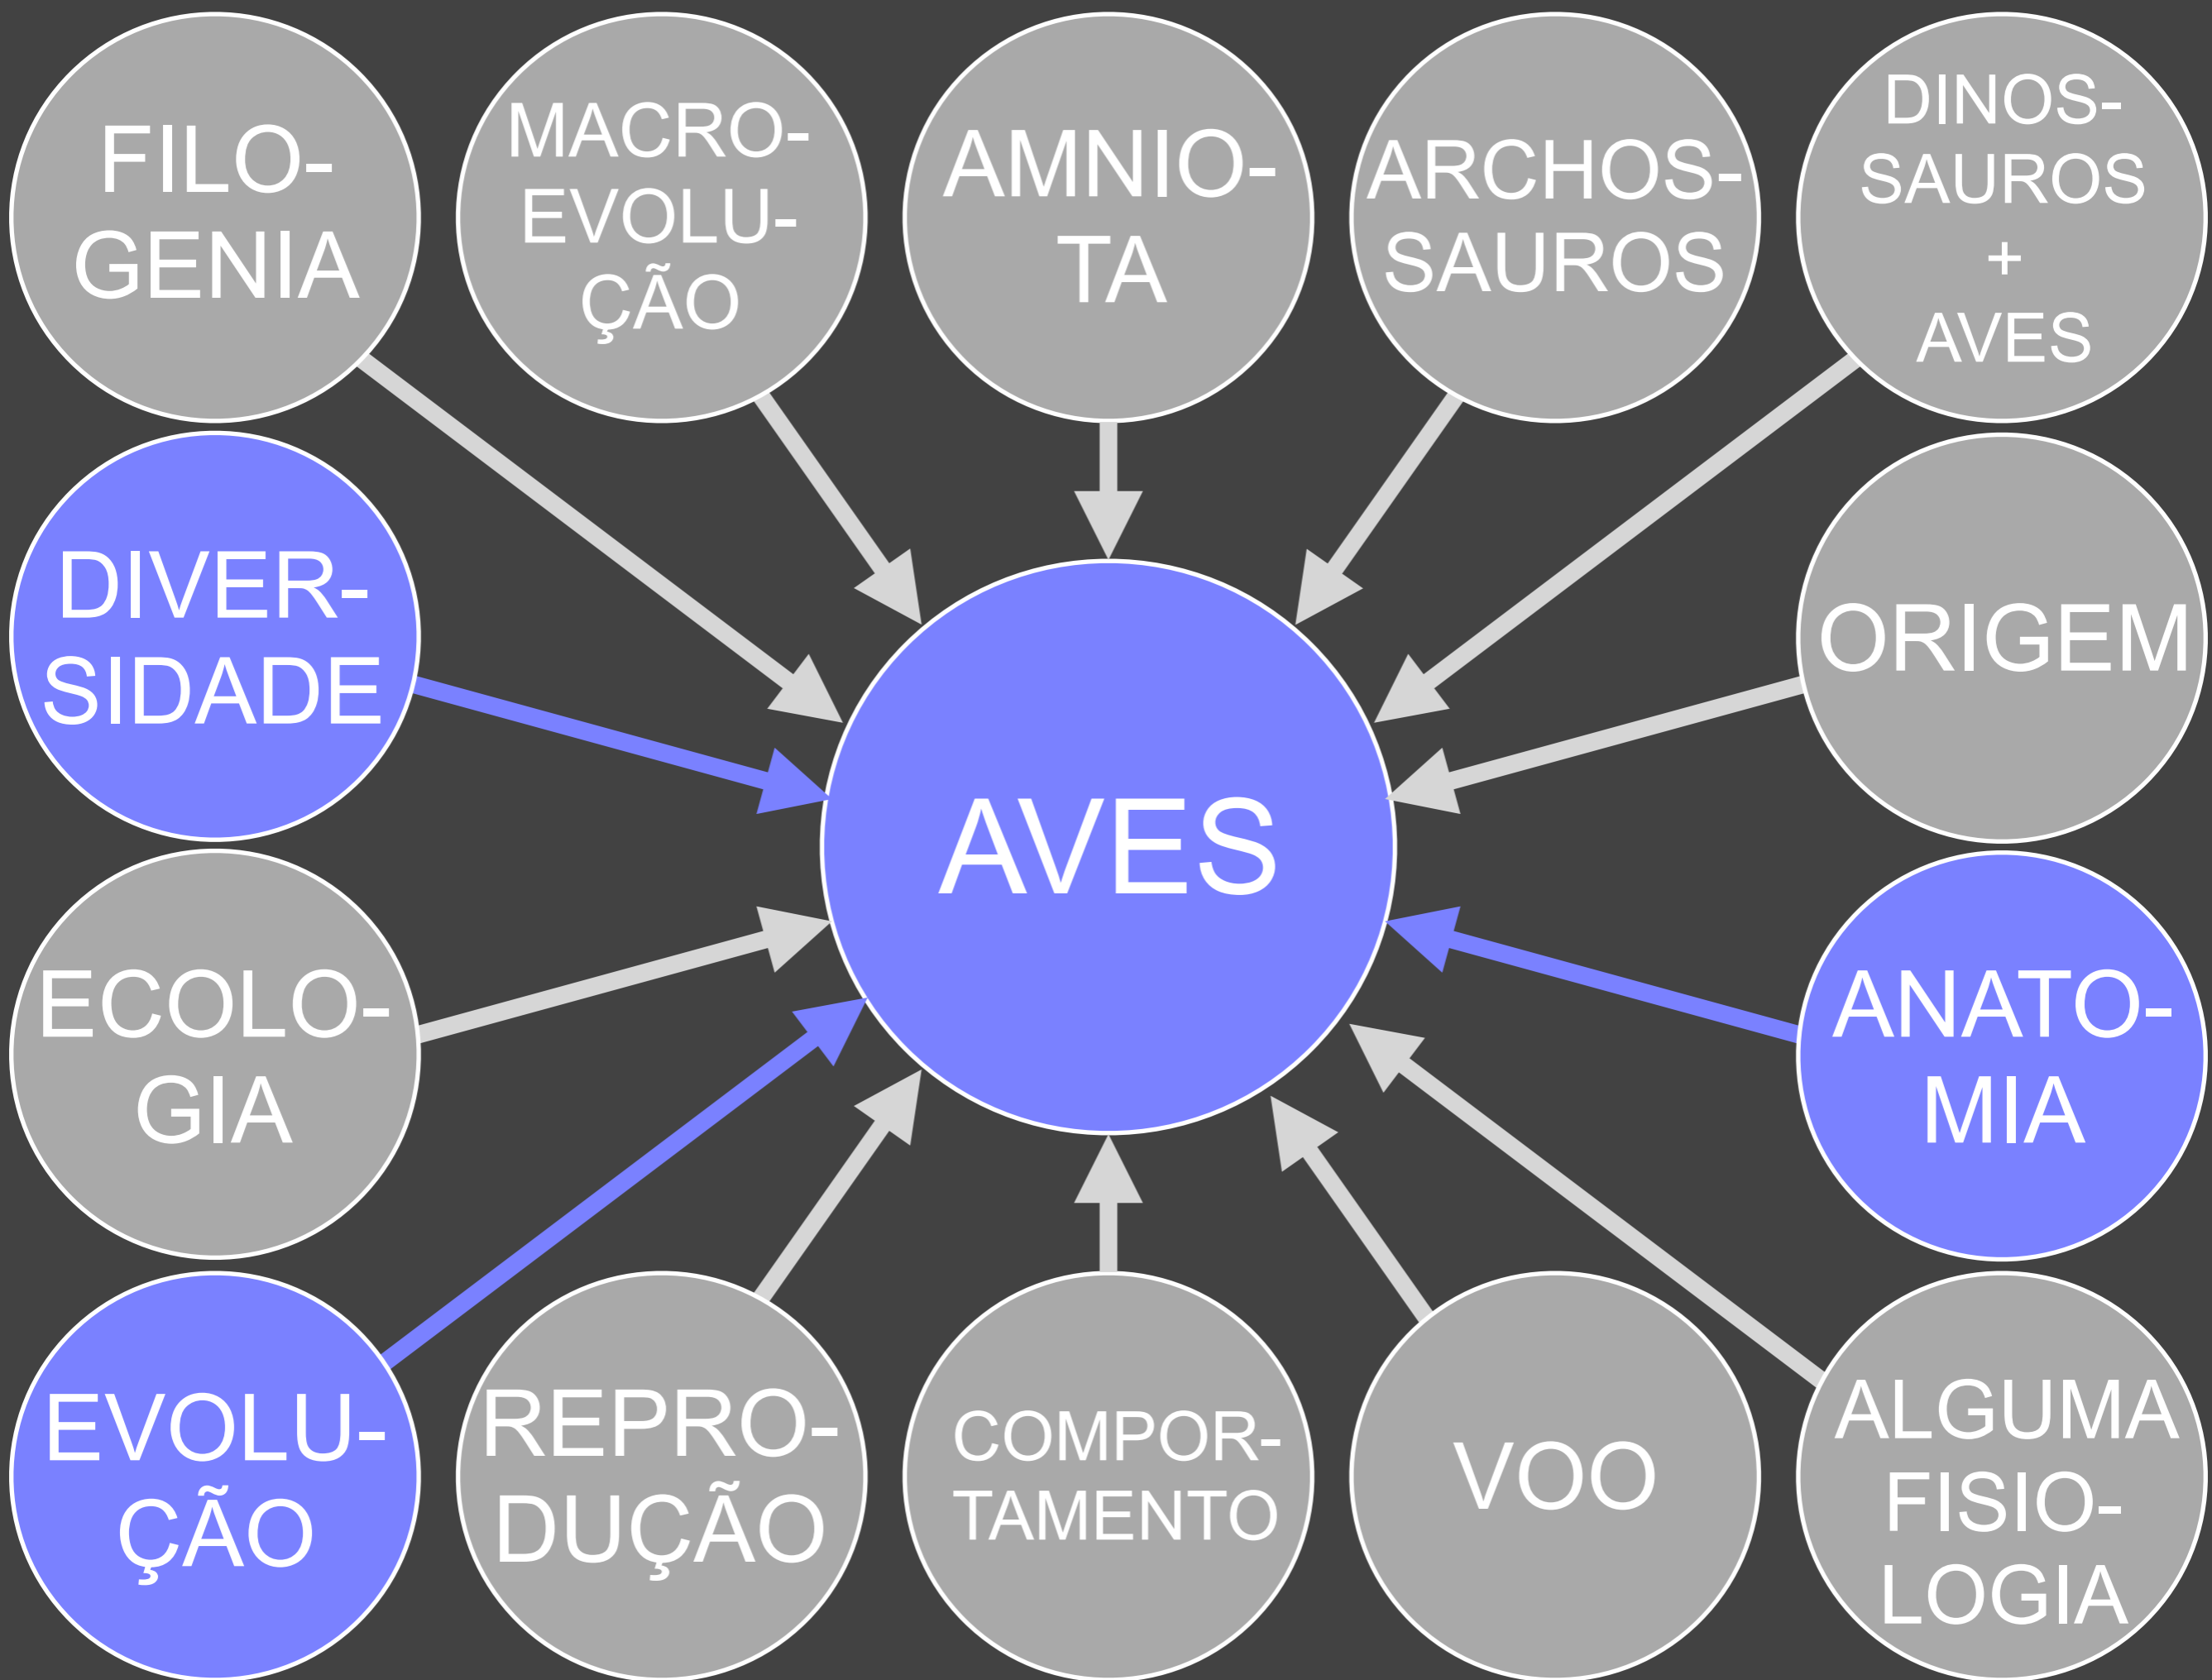 FILO-
GENIA
MACRO-
EVOLU-
ÇÃO
AMNIO-
TA
ARCHOS-
SAUROS
DINOS-
SAUROS
+
AVES
DIVER-
SIDADE
ORIGEM
AVES
ECOLO-
GIA
ANATO-
MIA
EVOLU-
ÇÃO
REPRO-
DUÇÃO
COMPOR-
TAMENTO
VOO
ALGUMA
FISIO-
LOGIA